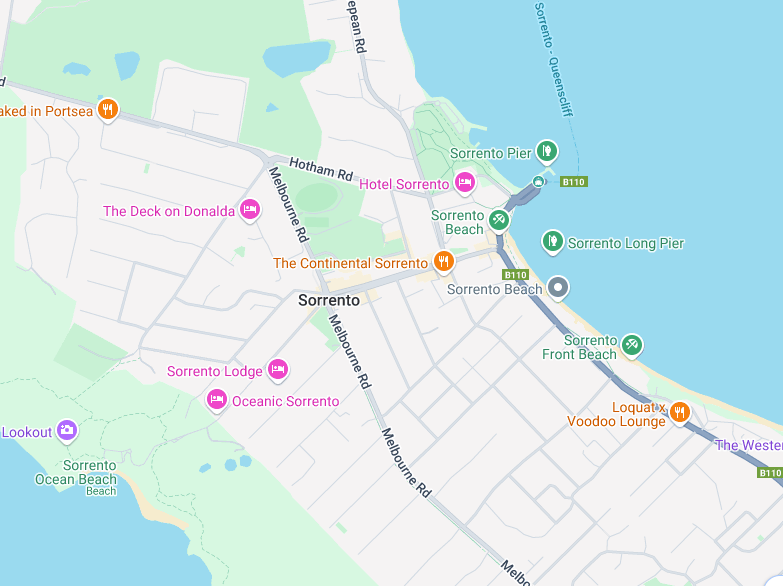 epean Rd
Sorrento - Queenscliff
d
aked in Portsea
Hotham Rd
Sorrento Pier
B110
Hotel Sorrento
Melbourne Rd
The Deck on Donalda
Sorrento
Beach
Sorrento Long Pier
The Continental Sorrento
B110
Sorrento Beach
Sorrento
Melbourne Rd
Sorrento
Front Beach
Sorrento Lodge
Oceanic Sorrento
Loquat x
Voodoo Lounge
Lookout
The Wester
Melbourne Rd
Sorrento
Ocean Beach
Beach
B110
Melbo